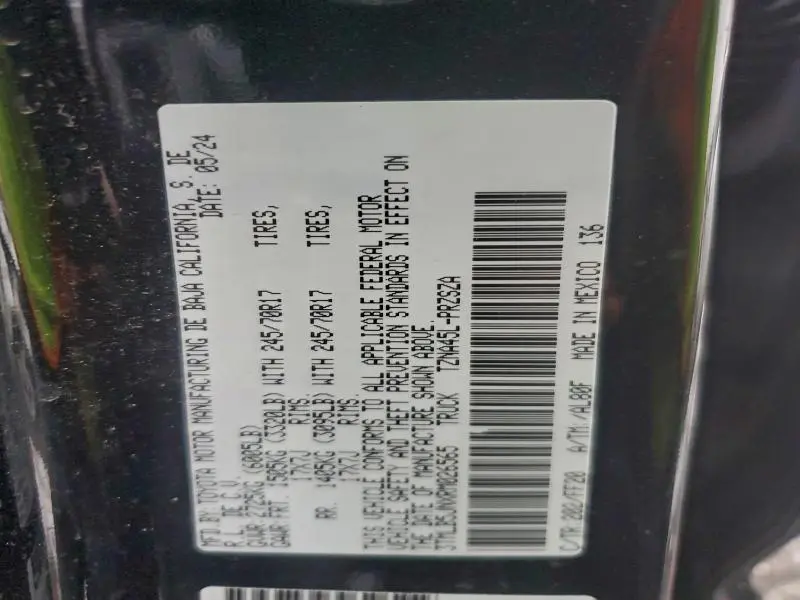 MFD.BY:TOYOTA MOTOR MANUFACTURING DE BAJA CALIFORNIA, S. DE
R.L. DE C.V. DATE: 05/24
GVWR 2725KG (6005LB)
GAWR FRT. 1505KG (3320LB) WITH 245/70R17 TIRES,
17X7J RIMS,
RR. 1405KG (3095LB) WITH 245/70R17 TIRES,
17X7J RIMS.
THIS VEHICLE CONFORMS TO ALL APPLICABLE FEDERAL MOTOR
VEHICLE SAFETY AND THEFT PREVENTION STANDARDS IN EFFECT ON
THE DATE OF MANUFACTURE SHOWN ABOVE.
TRUCK TZNA45L-PRZSZA
C/TR:202/FF20 A/TM:/AL80F MADE IN MEXICO 136